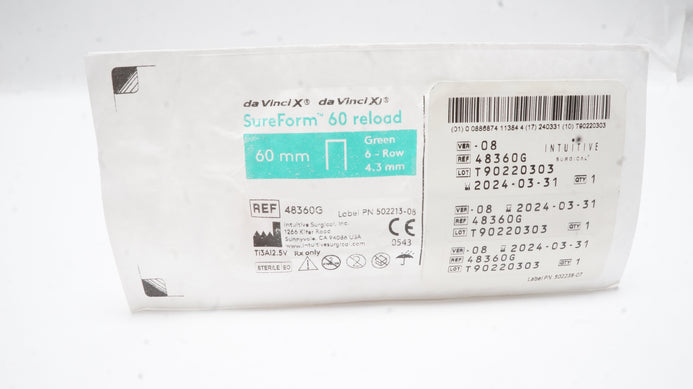 da Vinci X® da Vinci Xi®
SureForm™ 60 reload
60 mm
Green
6 - Row
4.3 mm
REF 48360G Label PN 502213-08
Intuitive Surgical, Inc.
1266 Kifer Road
Sunnyvale, CA 94086 USA
www.intuitivesurgical.com
CE
0543
Ti3Al2.5V Rx only
STERILE EO
(01) 0 0886874 11384 4 (17) 240331 (10) T90220303
VER -08 INTUITIVE
REF 48360G SURGICAL®
LOT T90220303
2024-03-31 QTY 1
VER -08 2024-03-31
REF 48360G
LOT T90220303 QTY 1
VER -08 2024-03-31
REF 48360G
LOT T90220303 QTY 1
Label PN 502238-07